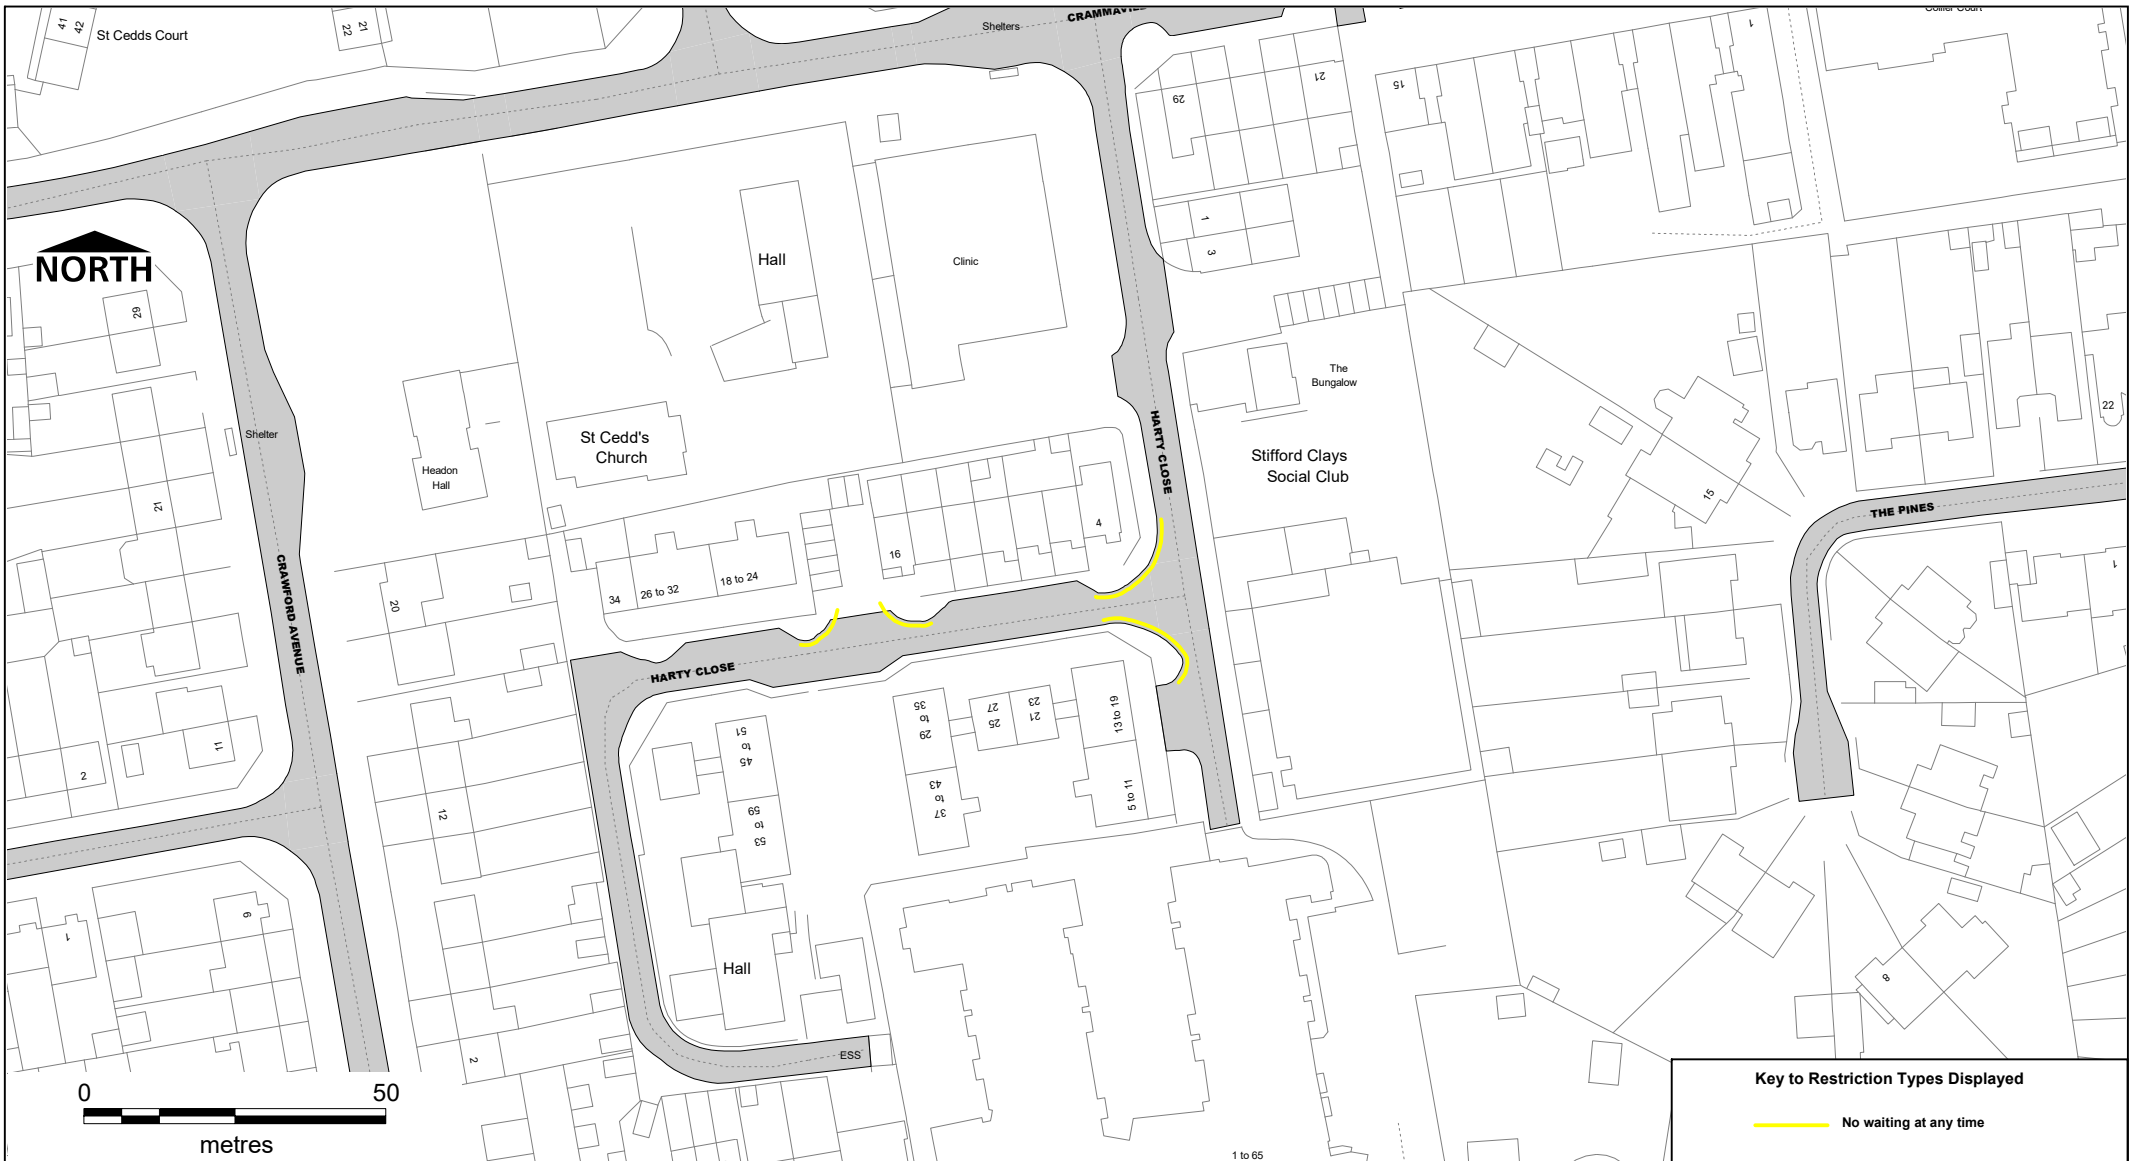 41
42
St Cedds Court
22
21
Shelters
CRAMMAVIL
1
Collier Court
29
21
15
1
3
NORTH
Hall
Clinic
29
The
Bungalow
22
Shelter
St Cedd's
Church
Headon
Hall
HARTY CLOSE
Stifford Clays
Social Club
15
THE PINES
21
4
16
18 to 24
26 to 32
34
20
CRAWFORD AVENUE
1
HARTY CLOSE
35
to
29
27
25
23
21
13 to 19
51
to
45
11
2
43
to
37
5 to 11
12
59
to
53
9
1
Hall
8
2
ESS
0
50
metres
Key to Restriction Types Displayed
No waiting at any time
1 to 65